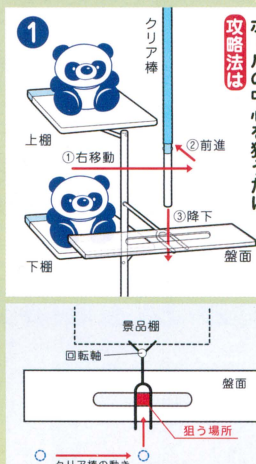 攻略法は
1
クリア棒
上棚
②前進
①右移動
③降下
下棚
盤面
景品棚
回転軸
盤面
狙う場所
クリア棒の動き